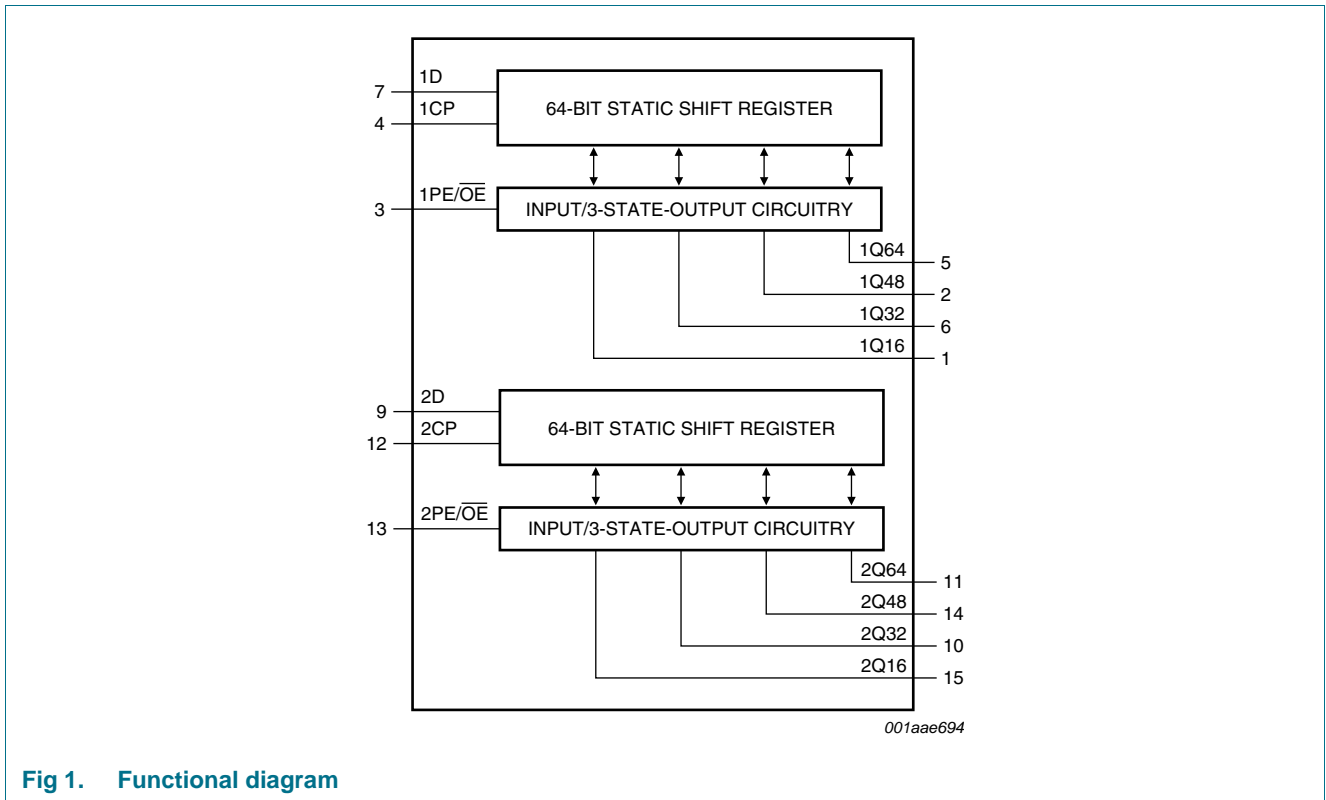 1D
7
1CP
4
64-BIT STATIC SHIFT REGISTER
1PE/OE
3
INPUT/3-STATE-OUTPUT CIRCUITRY
1Q64
5
1Q48
2
1Q32
6
1Q16
1
2D
9
2CP
12
64-BIT STATIC SHIFT REGISTER
2PE/OE
13
INPUT/3-STATE-OUTPUT CIRCUITRY
2Q64
11
2Q48
14
2Q32
10
2Q16
15
001aae694
Fig 1. Functional diagram